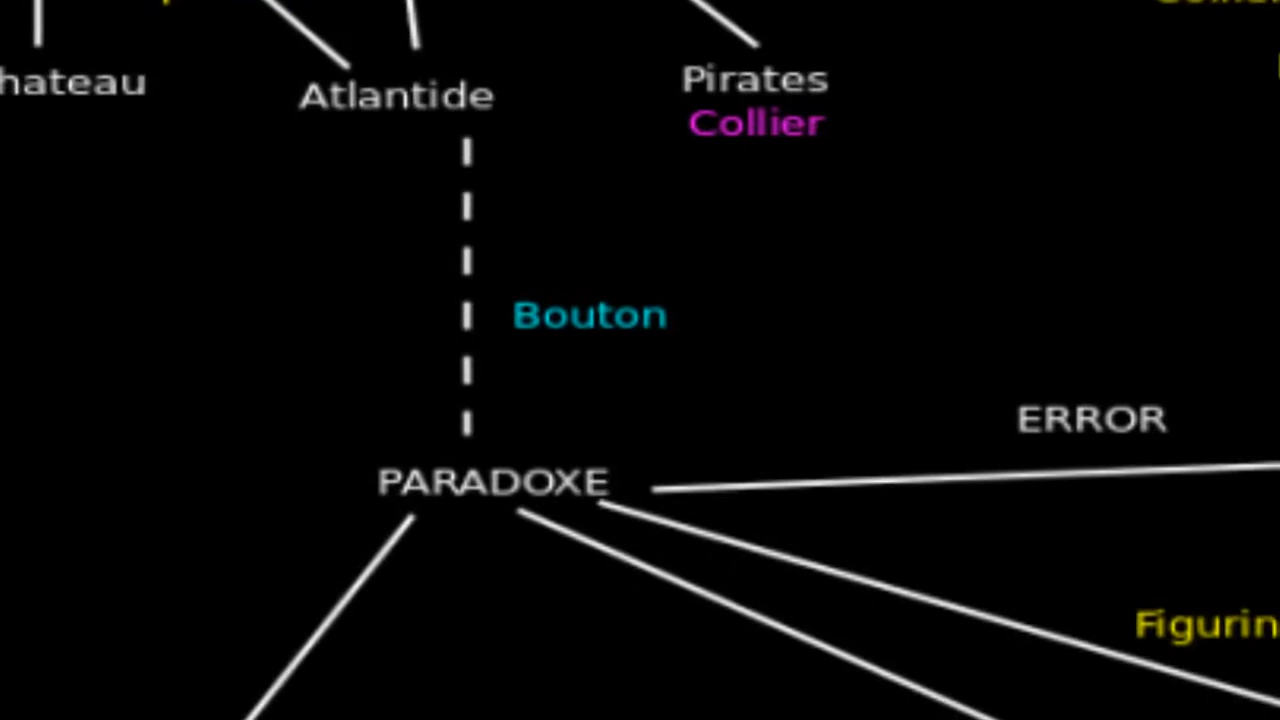 hateau
Atlantide
Pirates
Collier
Bouton
ERROR
PARADOXE
Figurin